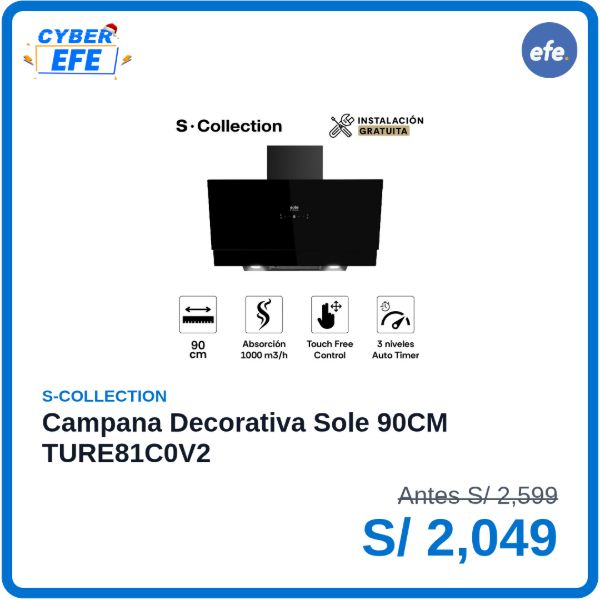 CYBER
EFE
efe.
S·Collection
INSTALACIÓN
GRATUITA
sole
90
cm
Absorción
1000 m3/h
Touch Free
Control
3 niveles
Auto Timer
S-COLLECTION
Campana Decorativa Sole 90CM
TURE81C0V2
Antes S/ 2,599
S/ 2,049